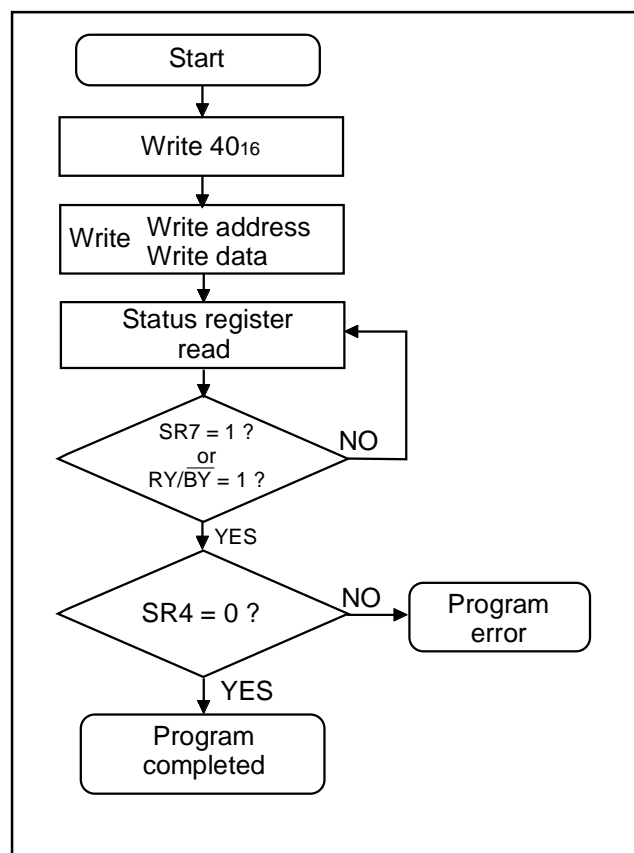 Start
Write 40₁₆
Write
Write address
Write data
Status register
read
SR7 = 1 ?
or
RY/B̅Y̅ = 1 ?
NO
YES
SR4 = 0 ?
NO
Program
error
YES
Program
completed